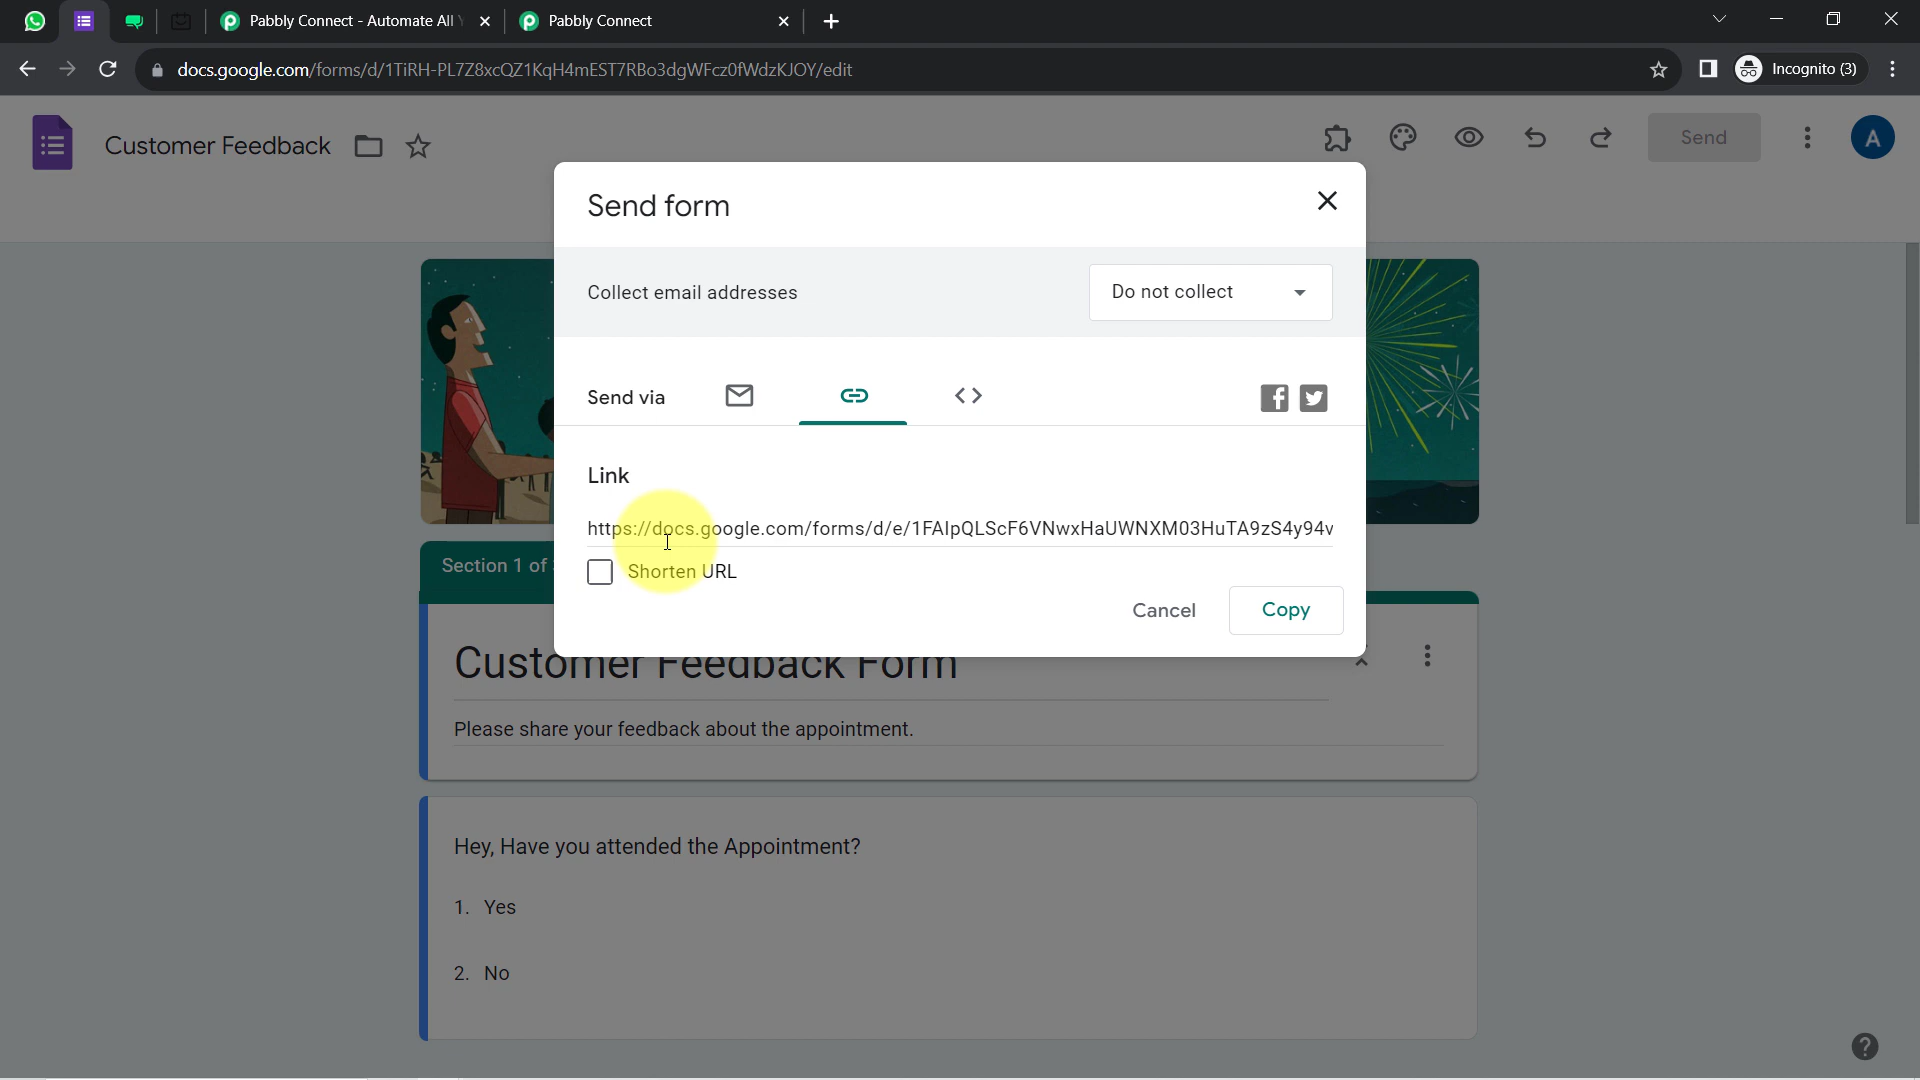 Pabbly Connect - Automate All
Pabbly Connect
docs.google.com/forms/d/1TiRH-PL7Z8xcQZ1KqH4mEST7RBo3dgWFcz0fWdzKJOY/edit
Incognito (3)
Customer Feedback
Send
A
Send form
Collect email addresses
Do not collect
Send via
Link
https://docs.google.com/forms/d/e/1FAIpQLScF6VNwxHaUWNXM03HuTA9zS4y94v
Shorten URL
Cancel
Copy
Section 1 of
Customer Feedback Form
Please share your feedback about the appointment.
Hey, Have you attended the Appointment?
1. Yes
2. No